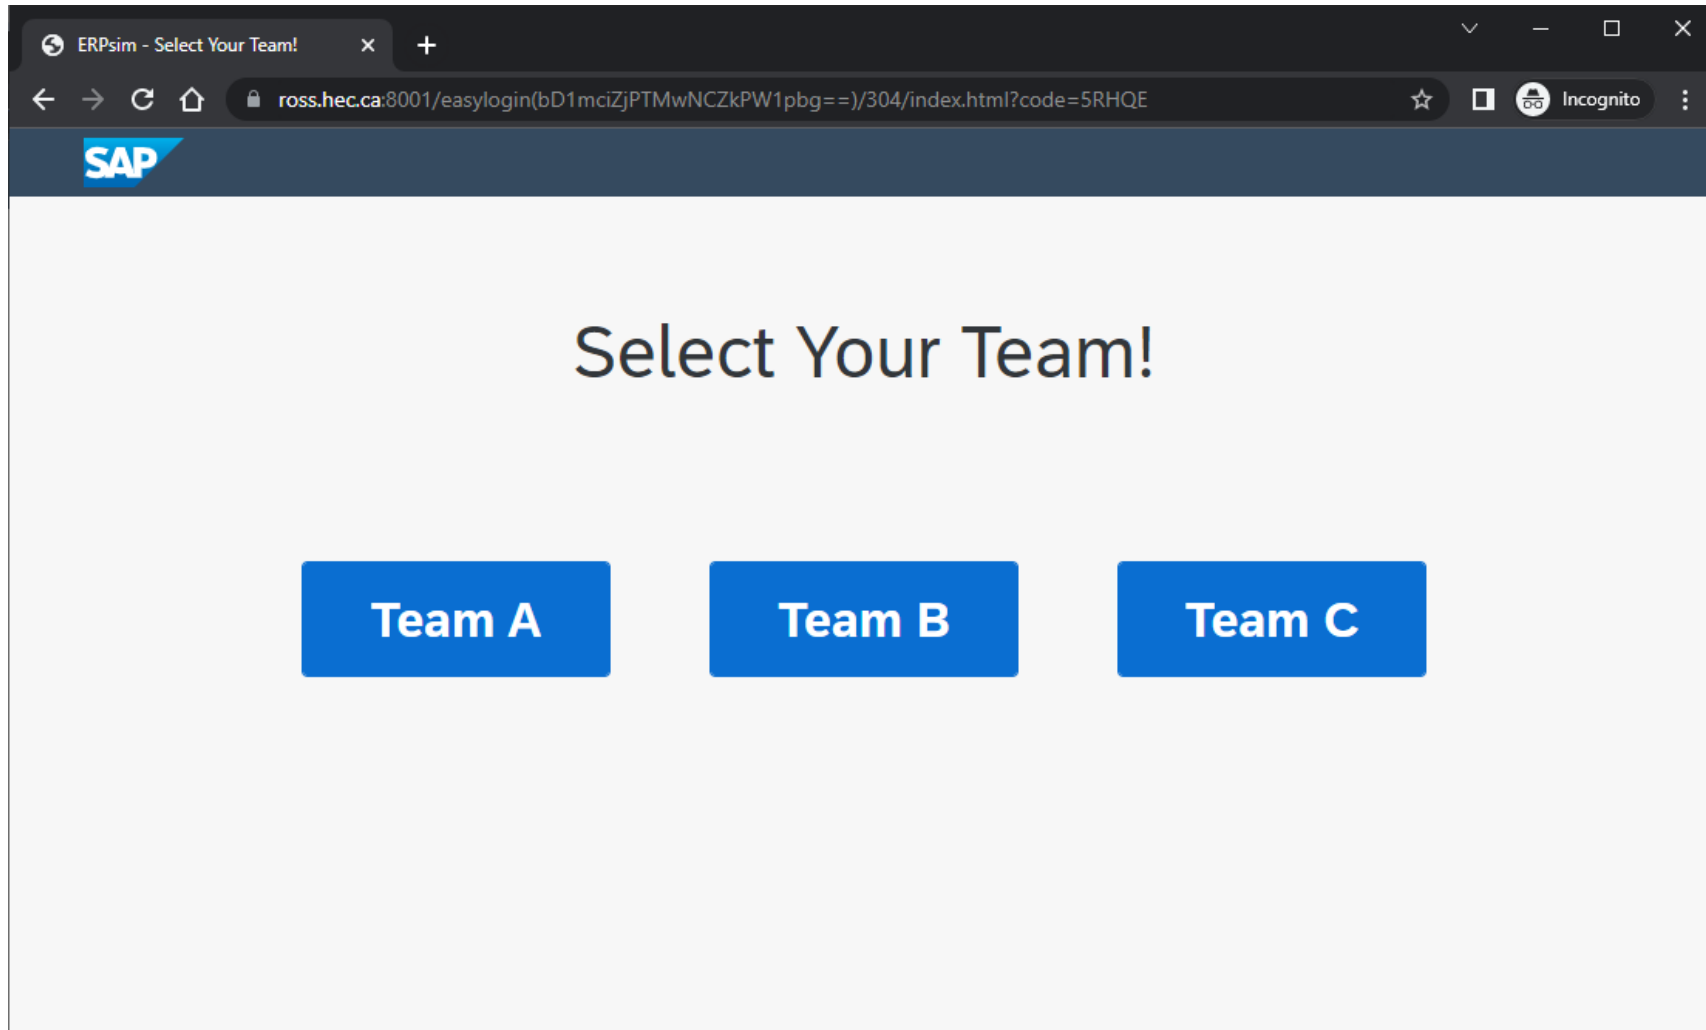 ERPsim - Select Your Team!
ross.hec.ca:8001/easylogin(bD1mciZjPTMwNCZkPW1pbg==)/304/index.html?code=5RHQE
Incognito
SAP
Select Your Team!
Team A
Team B
Team C